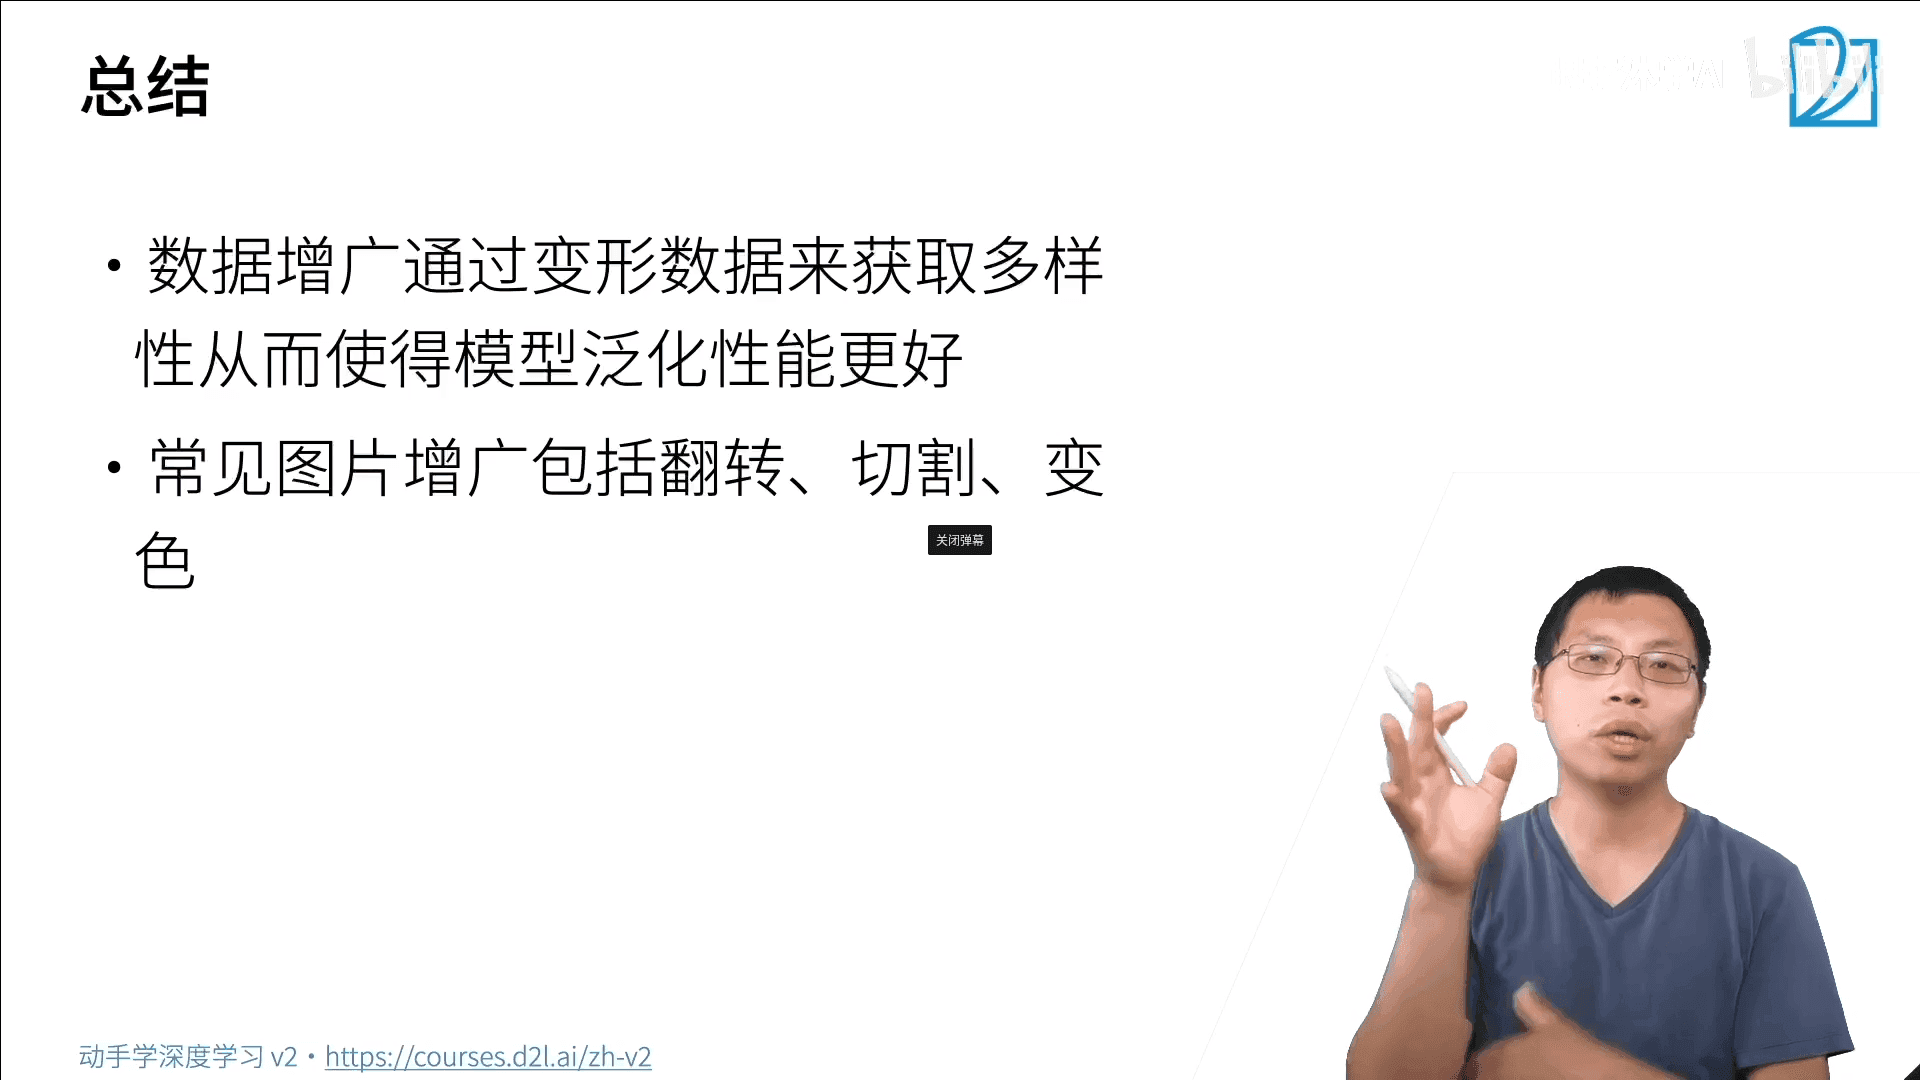 总结
• 数据增广通过变形数据来获取多样
性从而使得模型泛化性能更好
• 常见图片增广包括翻转、切割、变
色
关闭弹幕
动手学深度学习 v2 • https://courses.d2l.ai/zh-v2